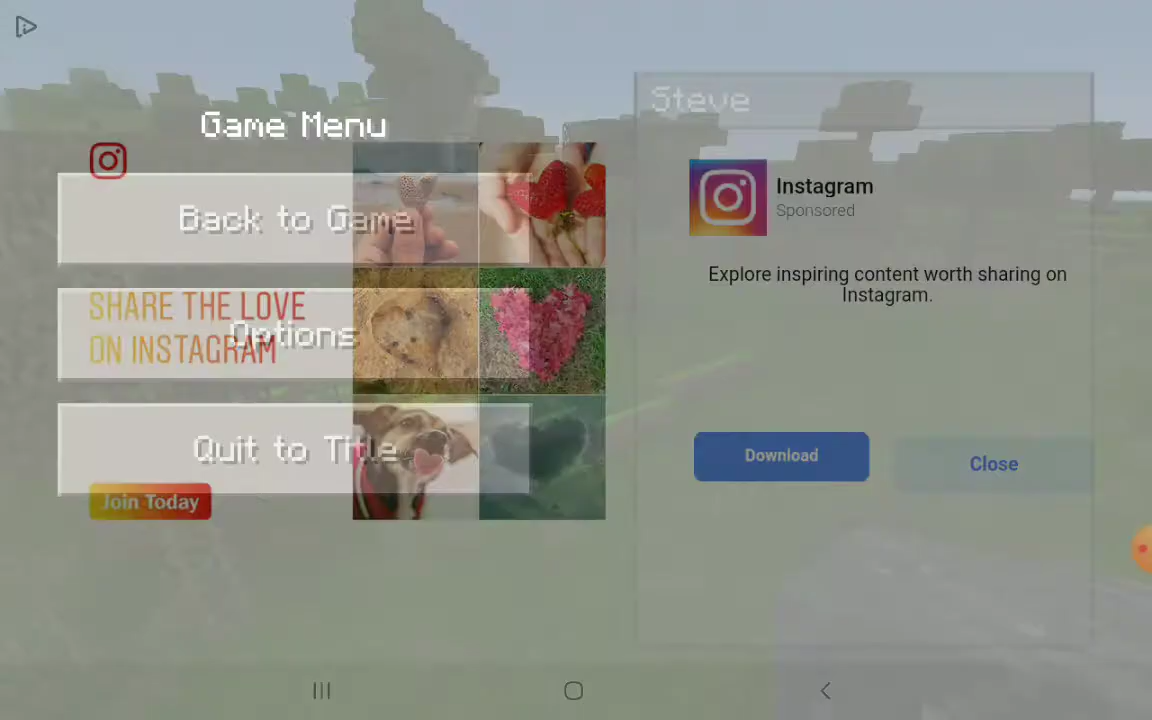 Game Menu
Steve
Instagram
Sponsored
Back to Game
Explore inspiring content worth sharing on
Instagram.
SHARE THE LOVE
ON INSTAGRAM
Options
Quit to Title
Download
Close
Join Today